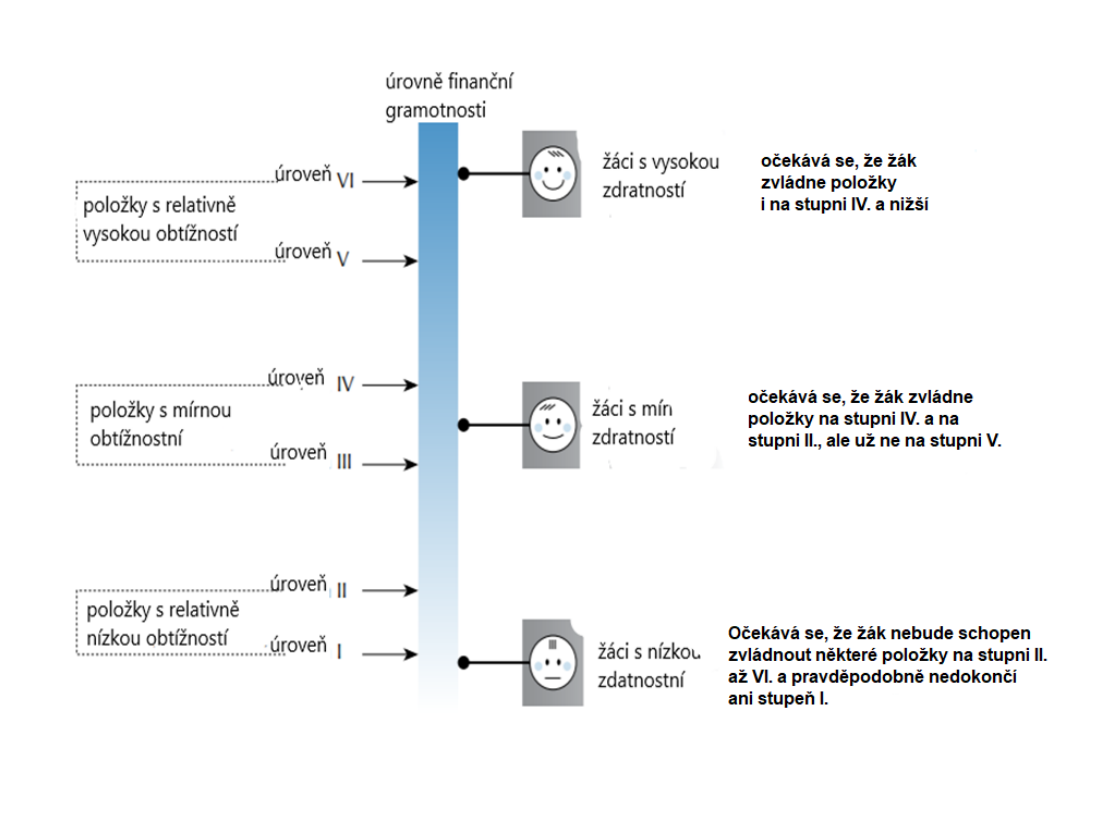 úrovně finanční
gramotnosti
úroveň VI
žáci s vysokou
zdratností
očekává se, že žák
zvládne položky
i na stupni IV. a nižší
položky s relativně
vysokou obtížností
úroveň V
úroveň IV
položky s mírnou
obtížnostní
žáci s mírn
zdratností
očekává se, že žák zvládne
položky na stupni IV. a na
stupni II., ale už ne na stupni V.
úroveň III
úroveň II
položky s relativně
nízkou obtížností
úroveň I
žáci s nízkou
zdatnostní
Očekává se, že žák nebude schopen
zvládnout některé položky na stupni II.
až VI. a pravděpodobně nedokončí
ani stupeň I.